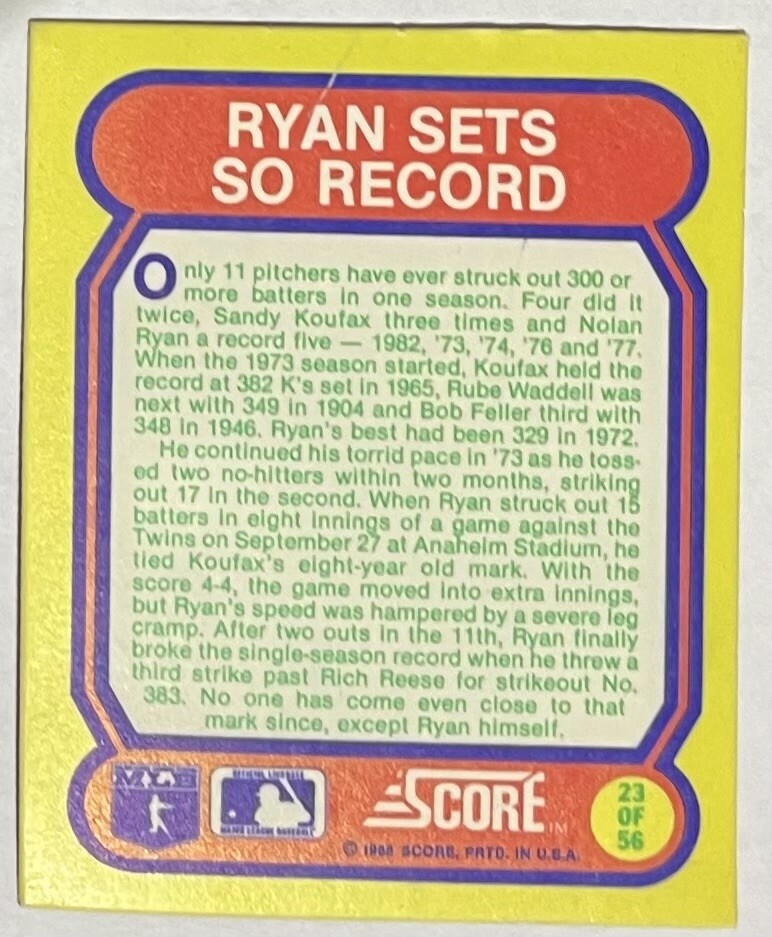 RYAN SETS
SO RECORD
Only 11 pitchers have ever struck out 300 or
more batters in one season. Four did it
twice, Sandy Koufax three times and Nolan
Ryan a record five — 1982, '73, '74, '76 and '77.
When the 1973 season started, Koufax held the
record at 382 K's set in 1965, Rube Waddell was
next with 349 in 1904 and Bob Feller third with
348 in 1946. Ryan's best had been 329 in 1972.
He continued his torrid pace in '73 as he toss-
ed two no-hitters within two months, striking
out 17 in the second. When Ryan struck out 15
batters in eight innings of a game against the
Twins on September 27 at Anaheim Stadium, he
tied Koufax's eight-year old mark. With the
score 4-4, the game moved into extra innings,
but Ryan's speed was hampered by a severe leg
cramp. After two outs in the 11th, Ryan finally
broke the single-season record when he threw a
third strike past Rich Reese for strikeout No.
383. No one has come even close to that
mark since, except Ryan himself.
OFFICIAL LICENSEE
MAJOR LEAGUE BASEBALL
SCORE TM
© 1988 SCORE, PRTD. IN U.S.A.
23
OF
56